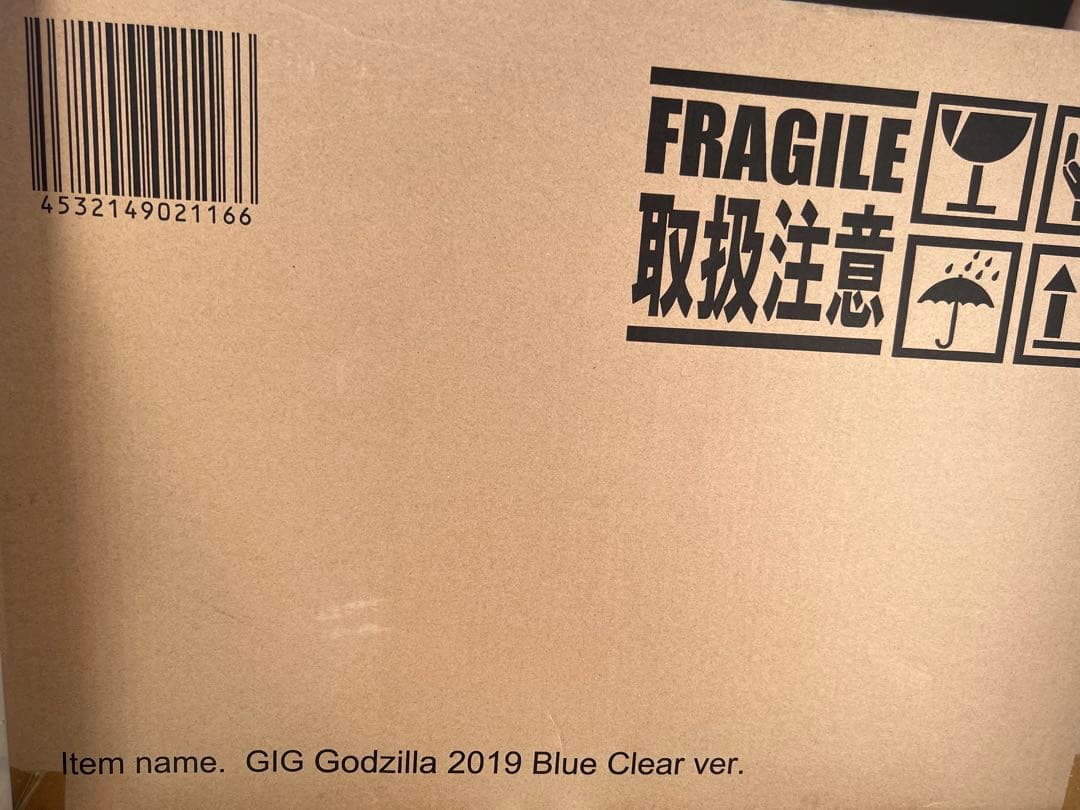 4532149021166
FRAGILE
取扱注意
Item name. GIG Godzilla 2019 Blue Clear ver.